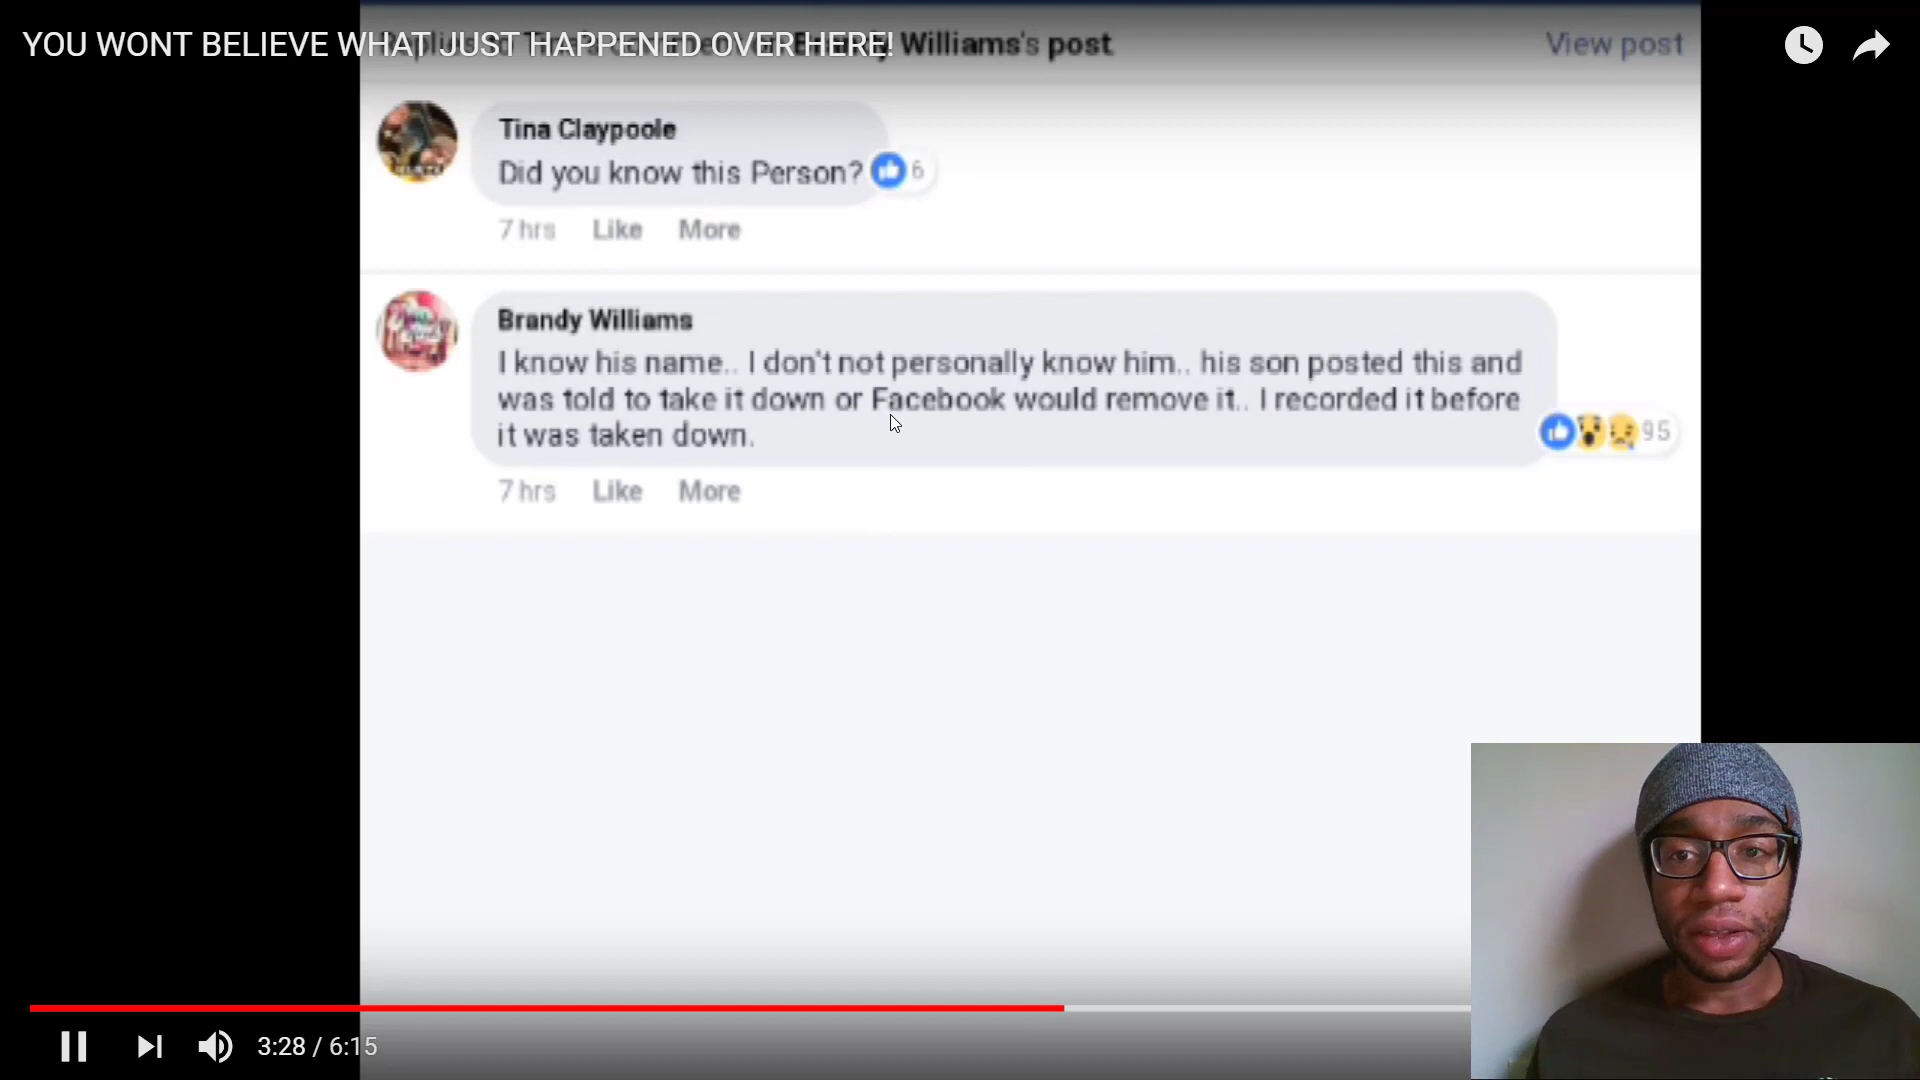 YOU WONT BELIEVE WHAT JUST HAPPENED OVER HERE!
Williams's post
View post
Tina Claypoole
Did you know this Person?
6
7 hrs Like More
Brandy Williams
I know his name.. I don't not personally know him.. his son posted this and
was told to take it down or Facebook would remove it.. I recorded it before
it was taken down.
95
7 hrs Like More
3:28 / 6:15